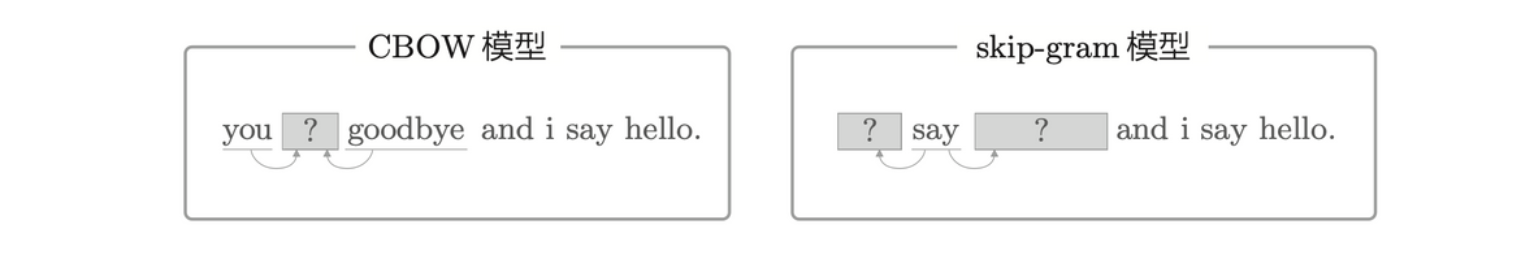 CBOW 模型
you ? goodbye and i say hello.
skip-gram 模型
? say ? and i say hello.